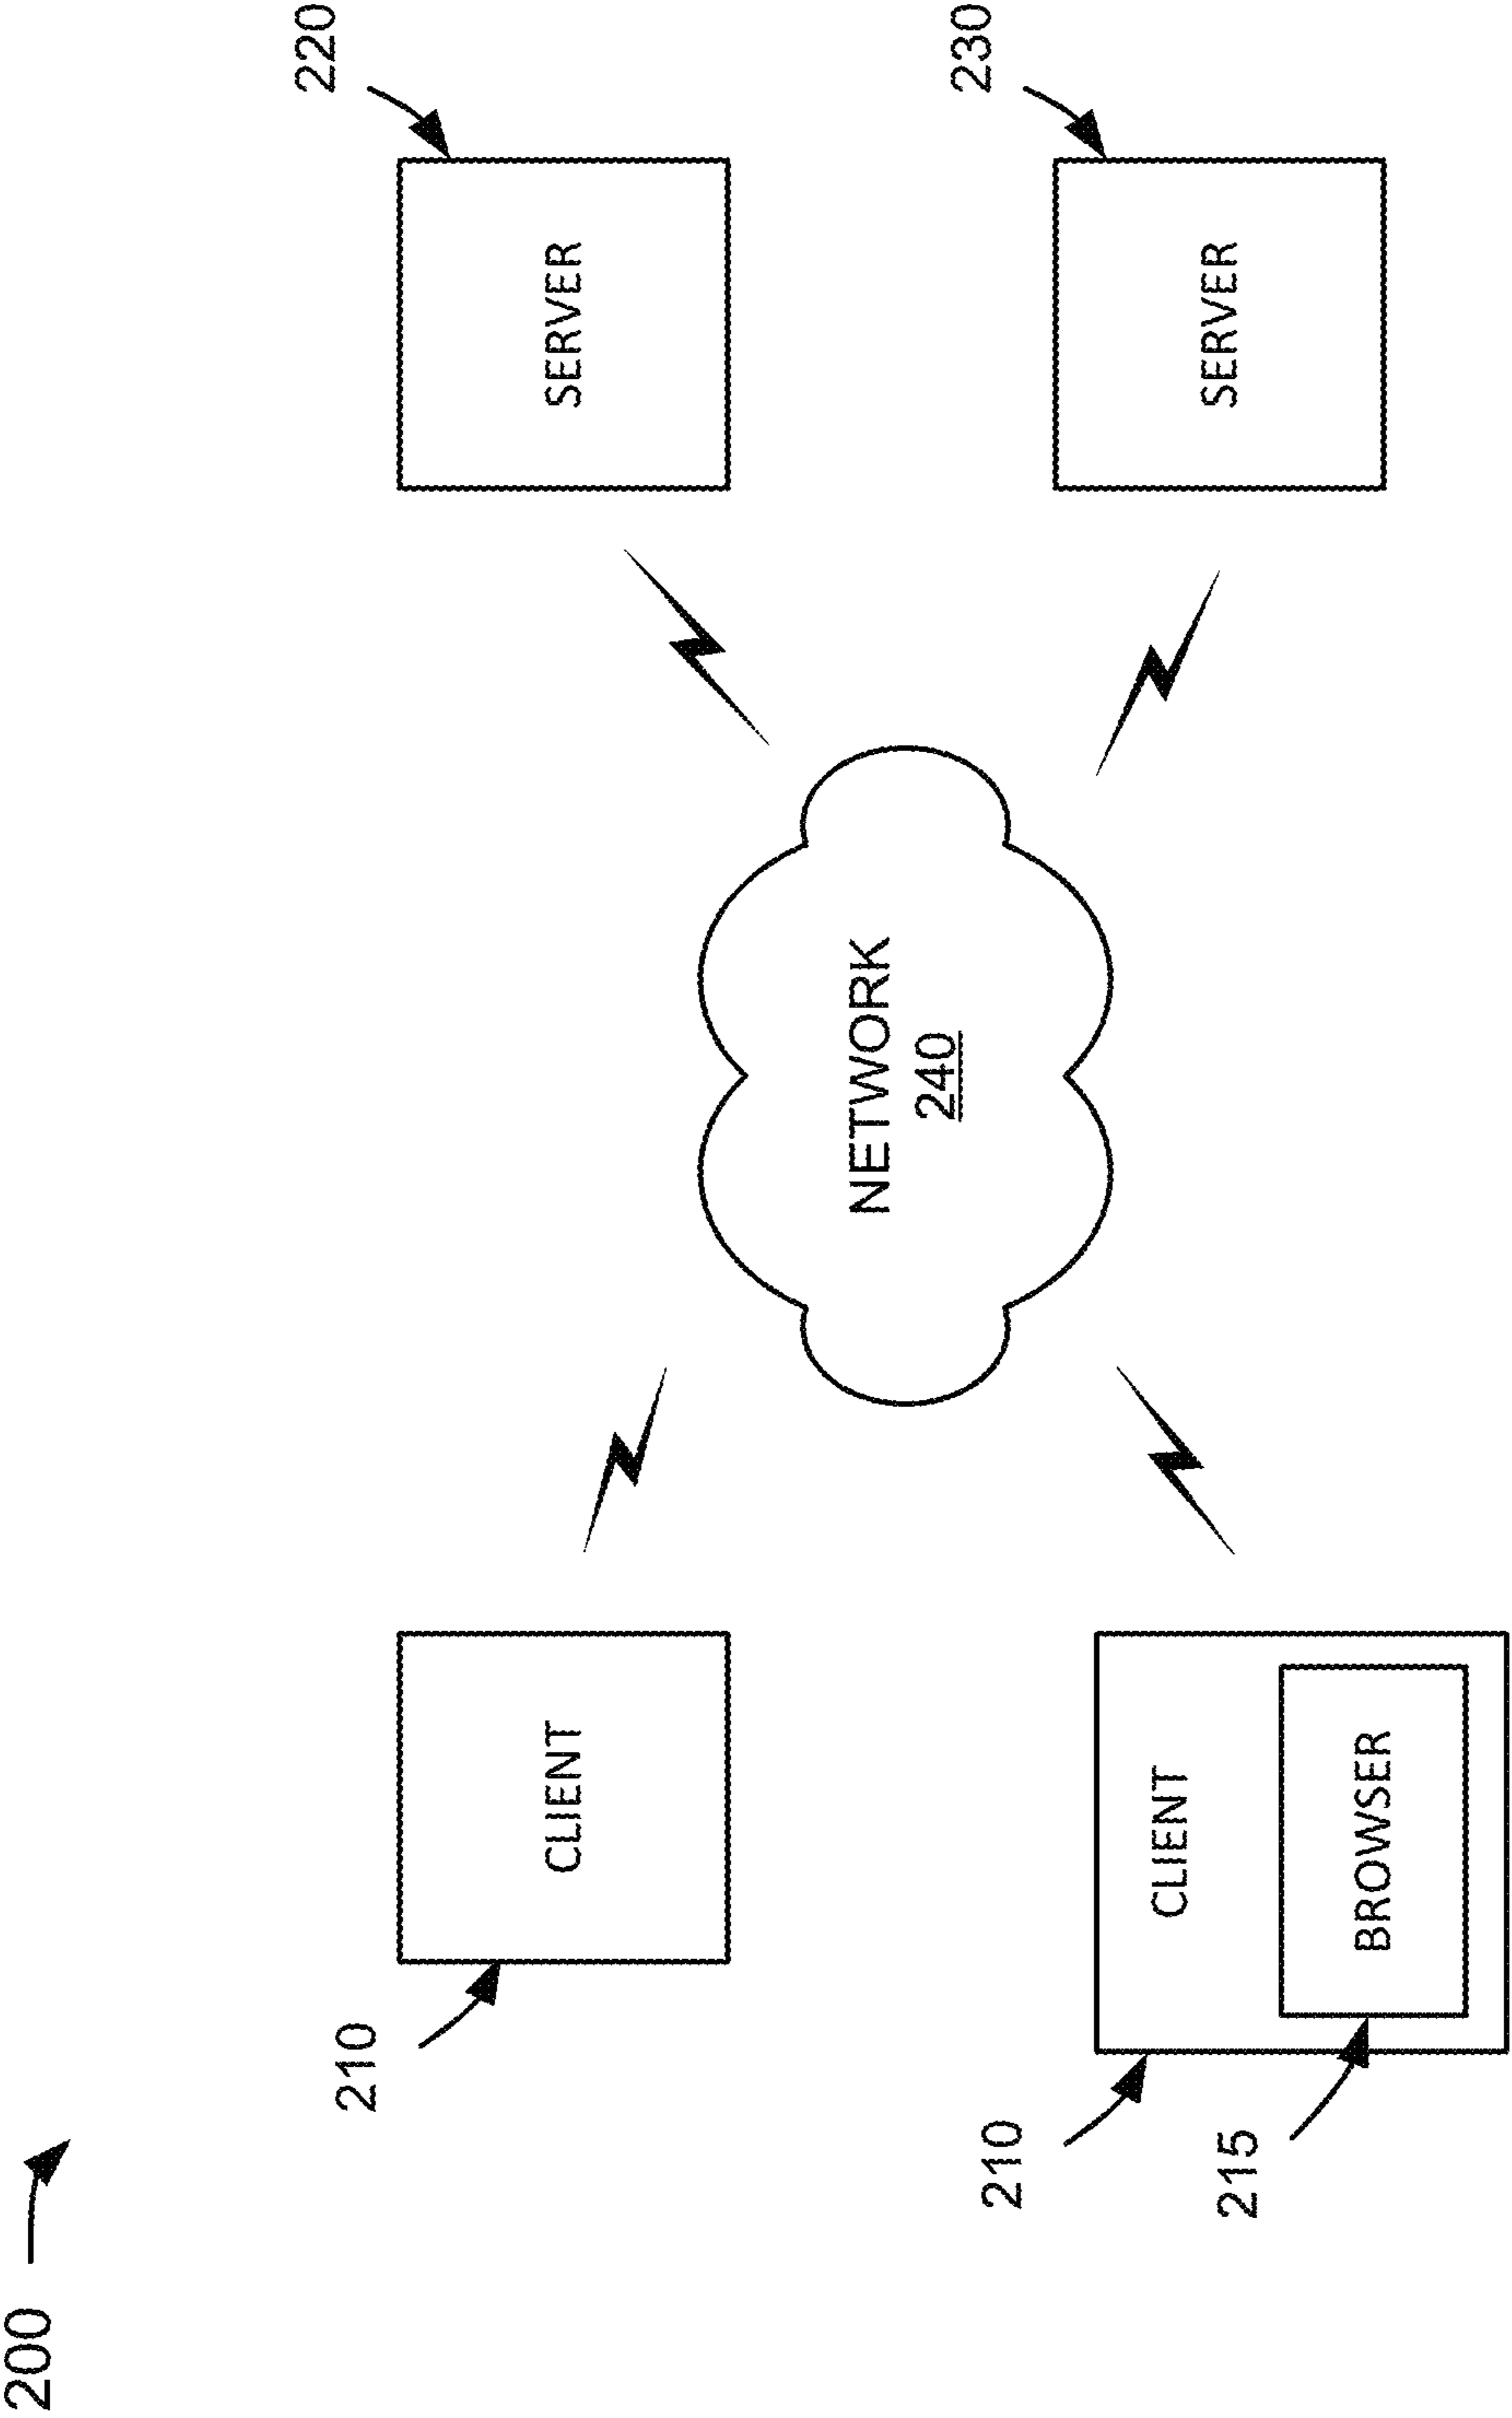 200
210
CLIENT
SERVER
220
NETWORK
240
210
CLIENT
215
BROWSER
SERVER
230